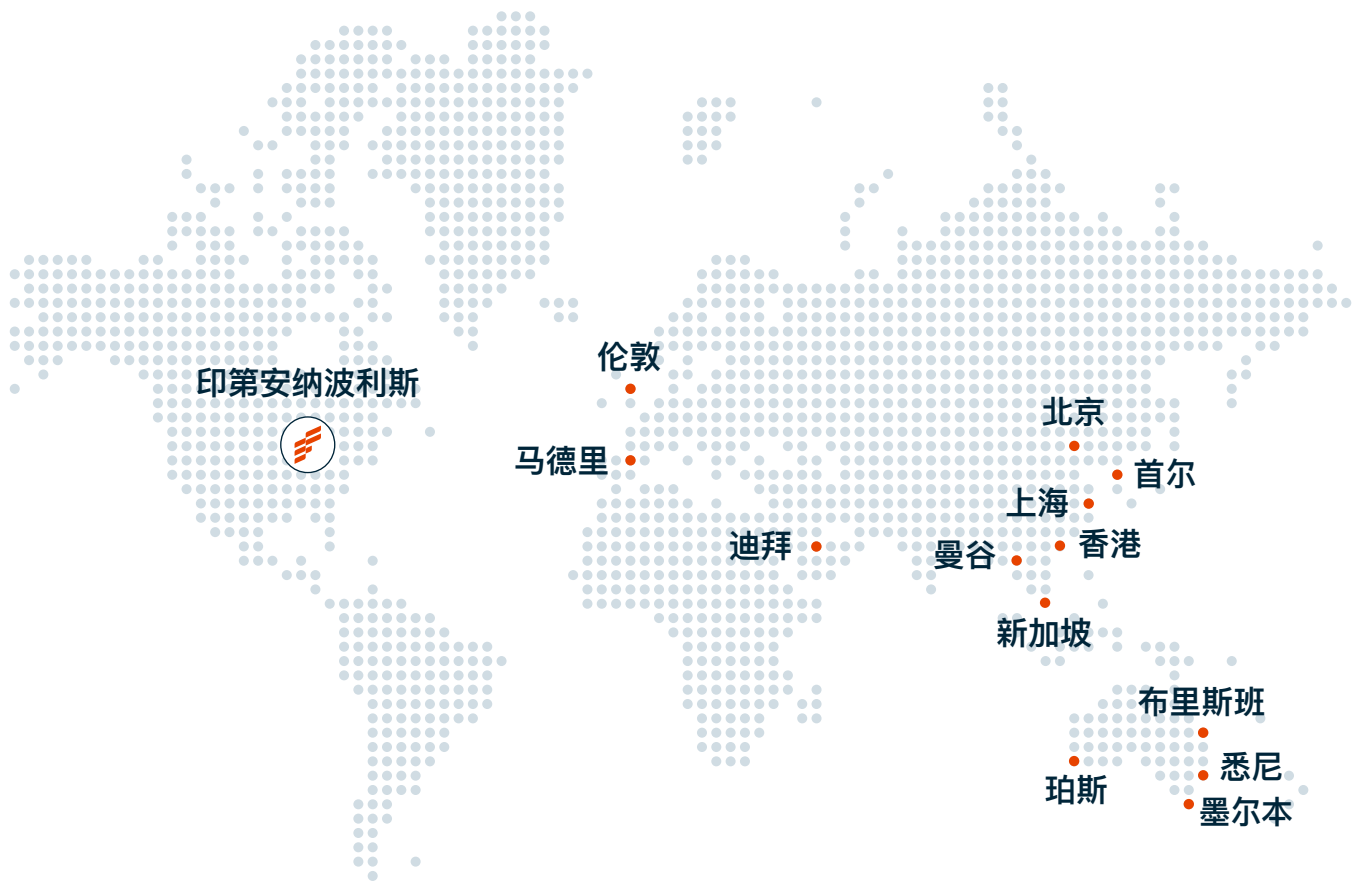 伦敦
印第安纳波利斯
北京
马德里
首尔
上海
迪拜
曼谷
香港
新加坡
布里斯班
悉尼
珀斯
墨尔本